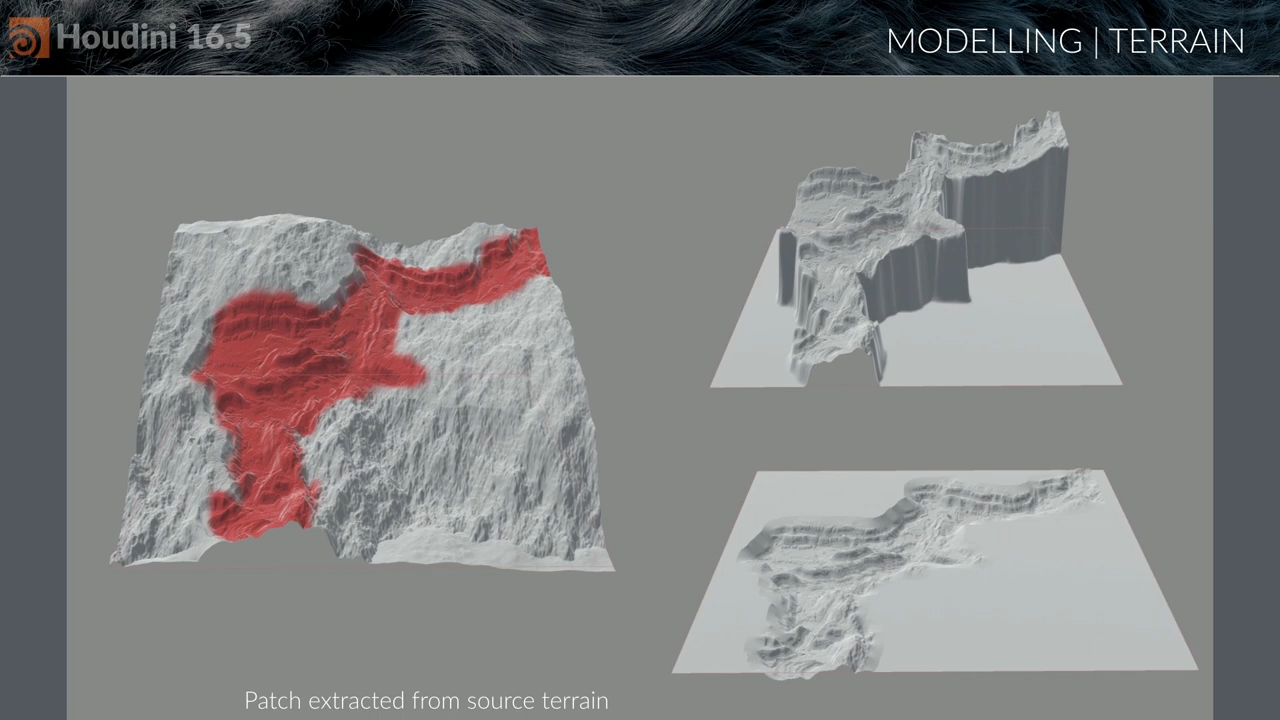 Houdini 16.5
MODELLING | TERRAIN
Patch extracted from source terrain